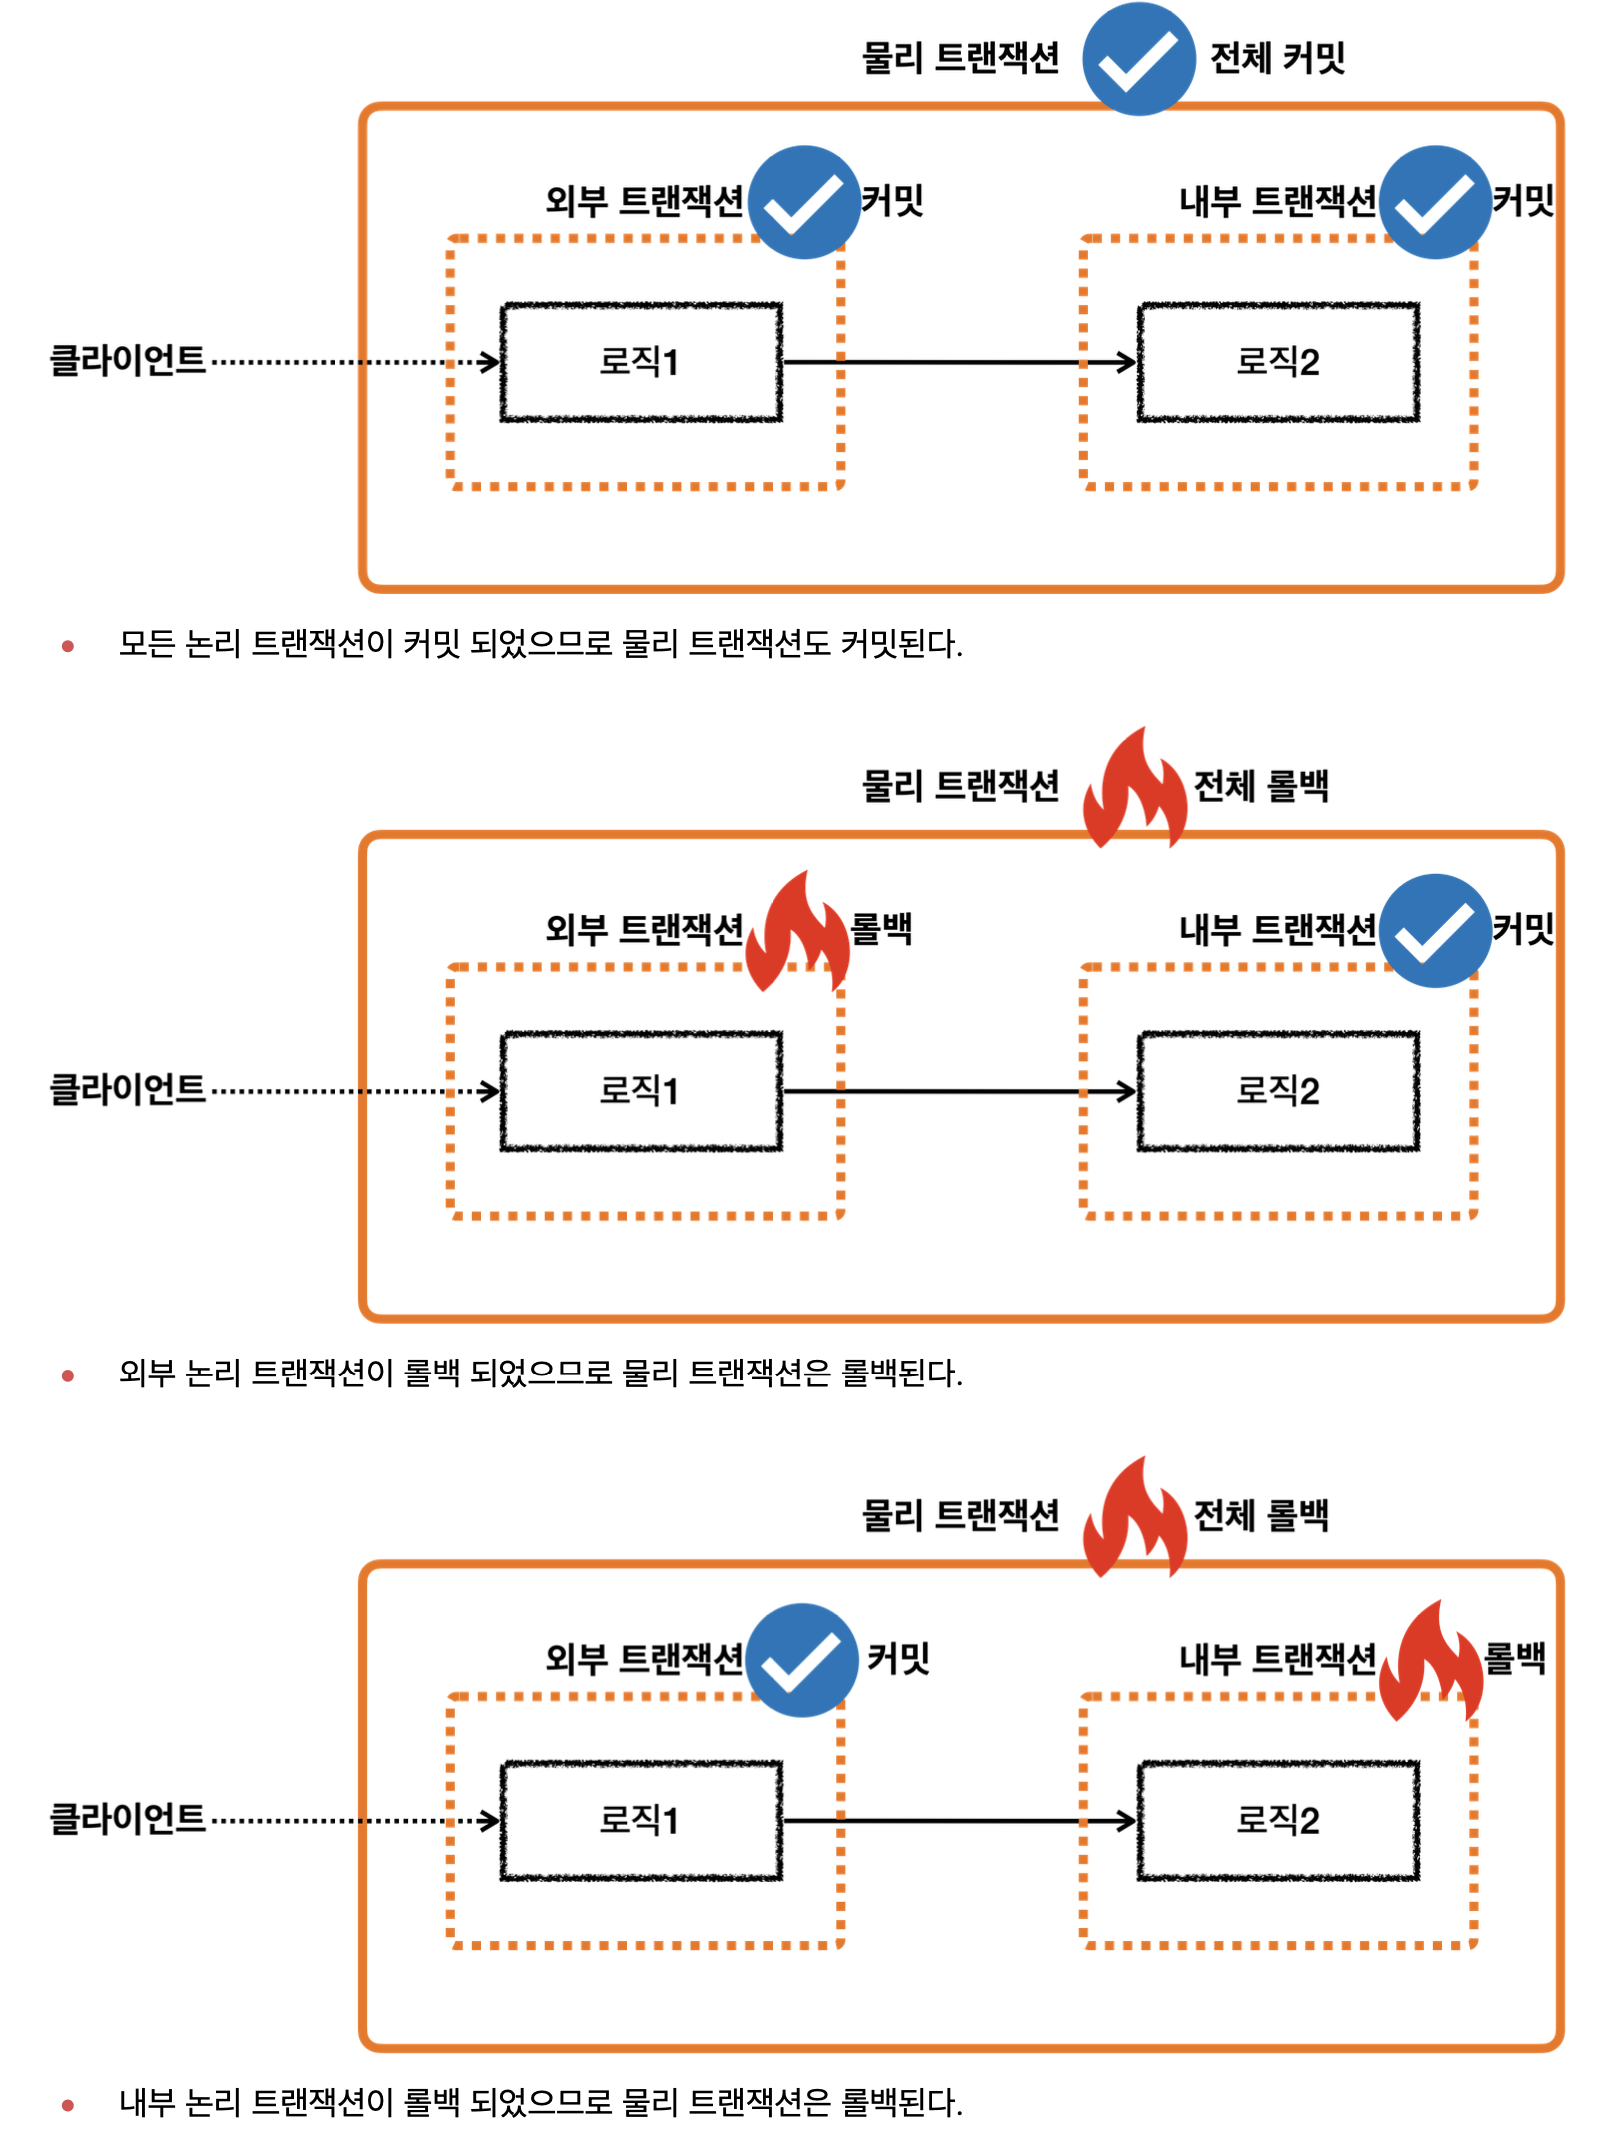 물리 트랜잭션 전체 커밋
외부 트랜잭션 커밋 내부 트랜잭션 커밋
클라이언트 로직1 로직2
• 모든 논리 트랜잭션이 커밋 되었으므로 물리 트랜잭션도 커밋된다.
물리 트랜잭션 전체 롤백
외부 트랜잭션 롤백 내부 트랜잭션 커밋
클라이언트 로직1 로직2
• 외부 논리 트랜잭션이 롤백 되었으므로 물리 트랜잭션은 롤백된다.
물리 트랜잭션 전체 롤백
외부 트랜잭션 커밋 내부 트랜잭션 롤백
클라이언트 로직1 로직2
• 내부 논리 트랜잭션이 롤백 되었으므로 물리 트랜잭션은 롤백된다.